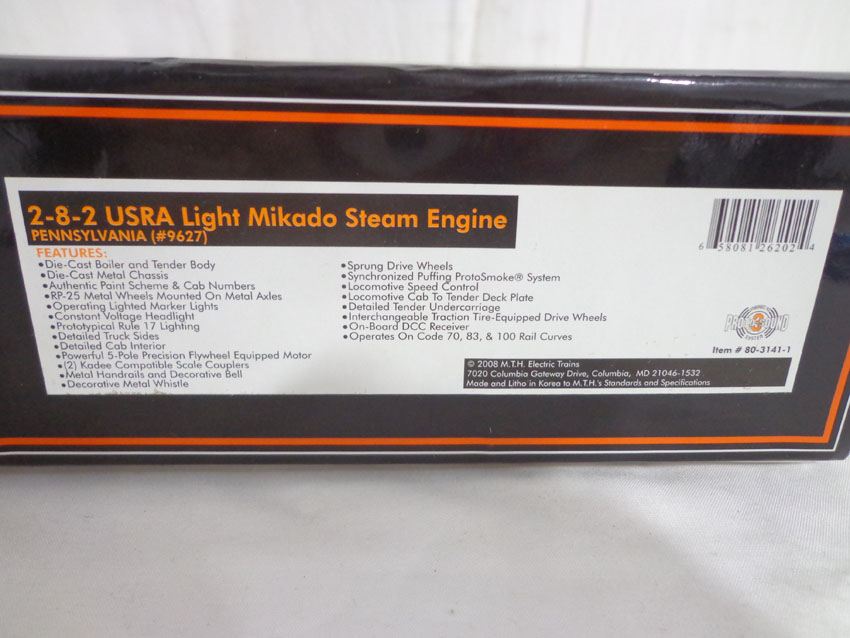 2-8-2 USRA Light Mikado Steam Engine
PENNSYLVANIA (#9627)
FEATURES:
•Die-Cast Boiler and Tender Body
•Die-Cast Metal Chassis
•Authentic Paint Scheme & Cab Numbers
•RP-25 Metal Wheels Mounted On Metal Axles
•Operating Lighted Marker Lights
•Constant Voltage Headlight
•Prototypical Rule 17 Lighting
•Detailed Truck Sides
•Detailed Cab Interior
•Powerful 5-Pole Precision Flywheel Equipped Motor
•(2) Kadee Compatible Scale Couplers
•Metal Handrails and Decorative Bell
•Decorative Metal Whistle
•Sprung Drive Wheels
•Synchronized Puffing ProtoSmoke® System
•Locomotive Speed Control
•Locomotive Cab To Tender Deck Plate
•Detailed Tender Undercarriage
•Interchangeable Traction Tire-Equipped Drive Wheels
•On-Board DCC Receiver
•Operates On Code 70, 83, & 100 Rail Curves
6 58081 26202 4
PROTO 3 SOUND
SYSTEM
Item # 80-3141-1
© 2008 M.T.H. Electric Trains
7020 Columbia Gateway Drive, Columbia, MD 21046-1532
Made and Litho in Korea to M.T.H.'s Standards and Specifications